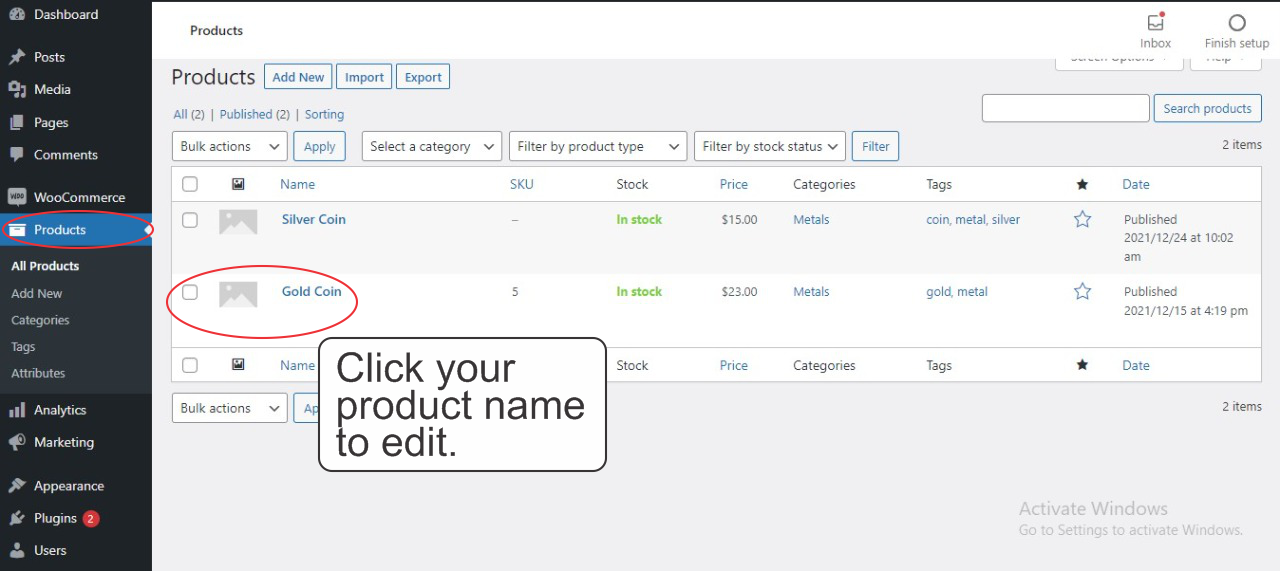 Dashboard
Posts
Media
Pages
Comments
WooCommerce
Products
All Products
Add New
Categories
Tags
Attributes
Analytics
Marketing
Appearance
Plugins 2
Users
Products
Inbox
Finish setup
Screen Options
Help
Products Add New Import Export
All (2) | Published (2) | Sorting
Search products
Bulk actions Apply Select a category Filter by product type Filter by stock status Filter
2 items
Name SKU Stock Price Categories Tags Date
Silver Coin – In stock $15.00 Metals coin, metal, silver Published
2021/12/24 at 10:02
am
Gold Coin 5 In stock $23.00 Metals gold, metal Published
2021/12/15 at 4:19 pm
Name Stock Price Categories Tags Date
Bulk actions Ap
2 items
Click your
product name
to edit.
Activate Windows
Go to Settings to activate Windows.